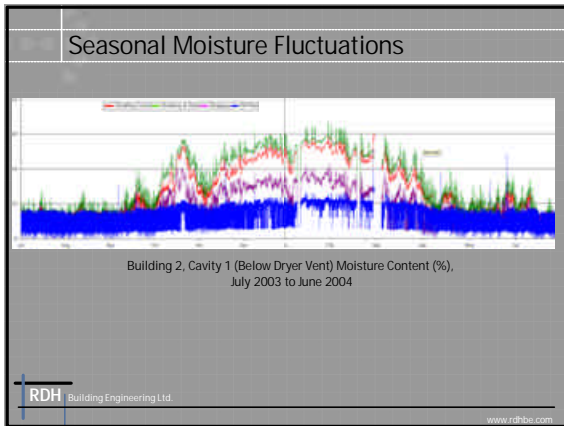 Seasonal Moisture Fluctuations
Building 2, Cavity 1 (Below Dryer Vent) Moisture Content (%),
July 2003 to June 2004
RDH Building Engineering Ltd.
www.rdhbe.com